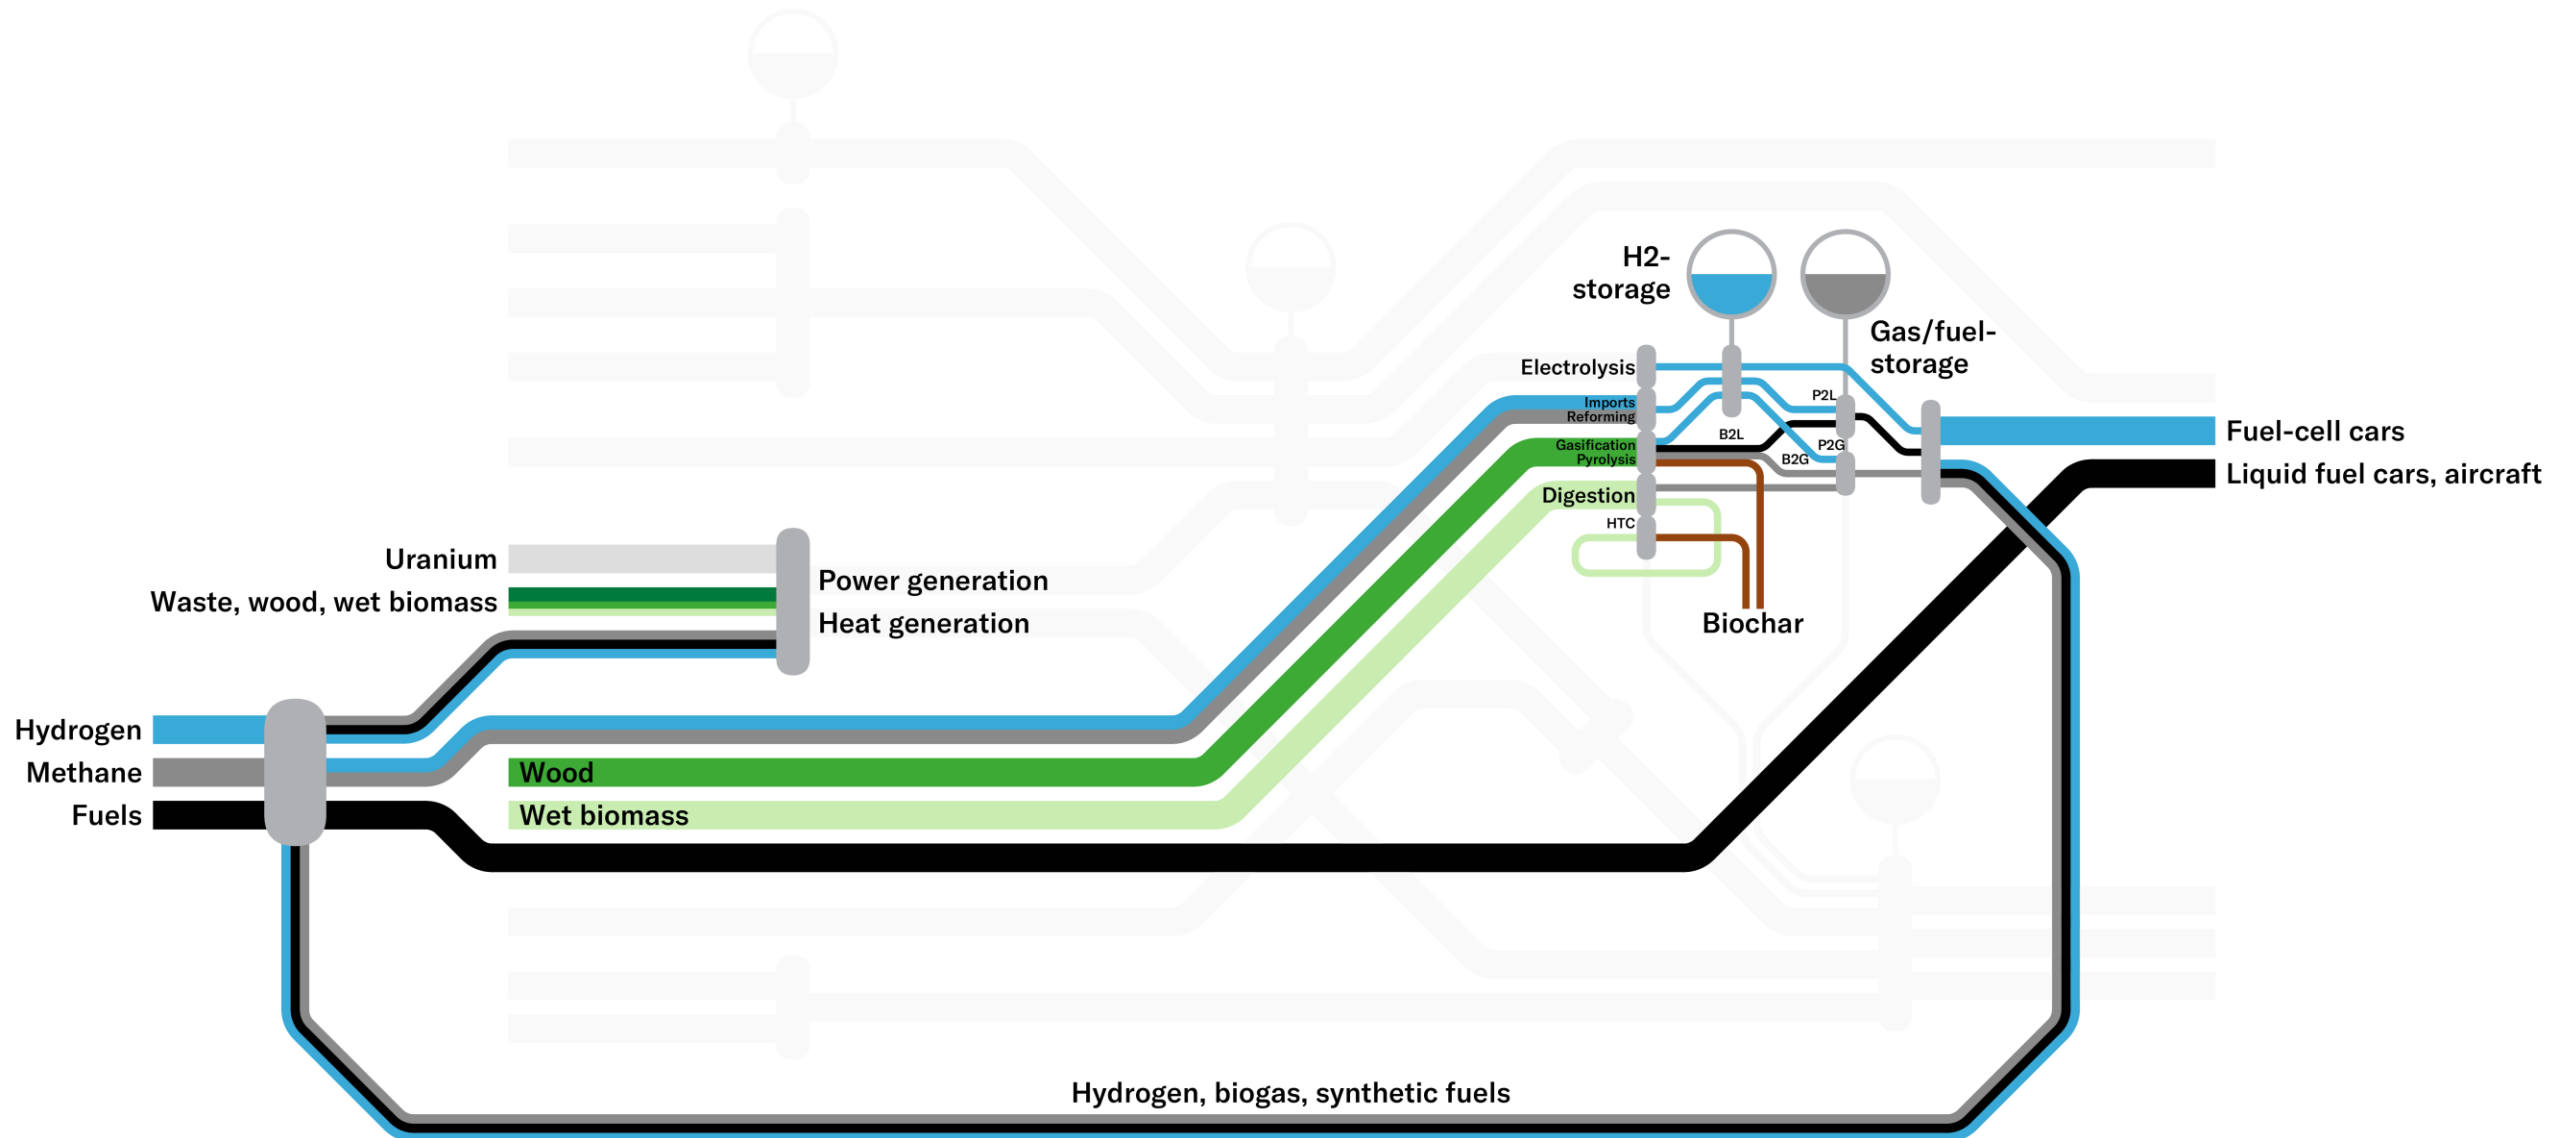 H2-
storage
Gas/fuel-
storage
Electrolysis
Imports
Reforming
P2L
Fuel-cell cars
B2L
Gasification
P2G
Pyrolysis
B2G
Liquid fuel cars, aircraft
Digestion
HTC
Uranium
Power generation
Waste, wood, wet biomass
Heat generation
Biochar
Hydrogen
Methane
Wood
Fuels
Wet biomass
Hydrogen, biogas, synthetic fuels